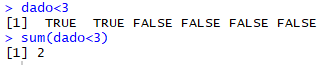 > dado<3
[1]  TRUE  TRUE FALSE FALSE FALSE FALSE
> sum(dado<3)
[1] 2